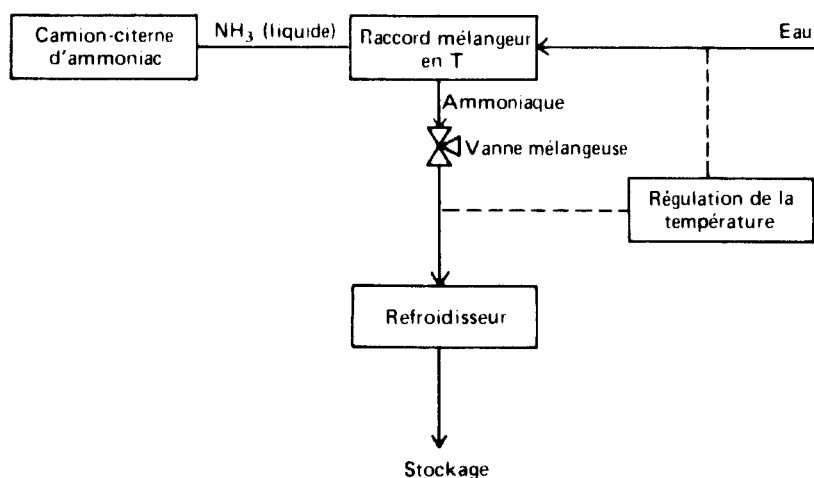 Camion-citerne
d'ammoniac
NH₃ (liquide)
Raccord mélangeur
en T
Eau
Ammoniaque
Vanne mélangeuse
Régulation de la
température
Refroidisseur
Stockage